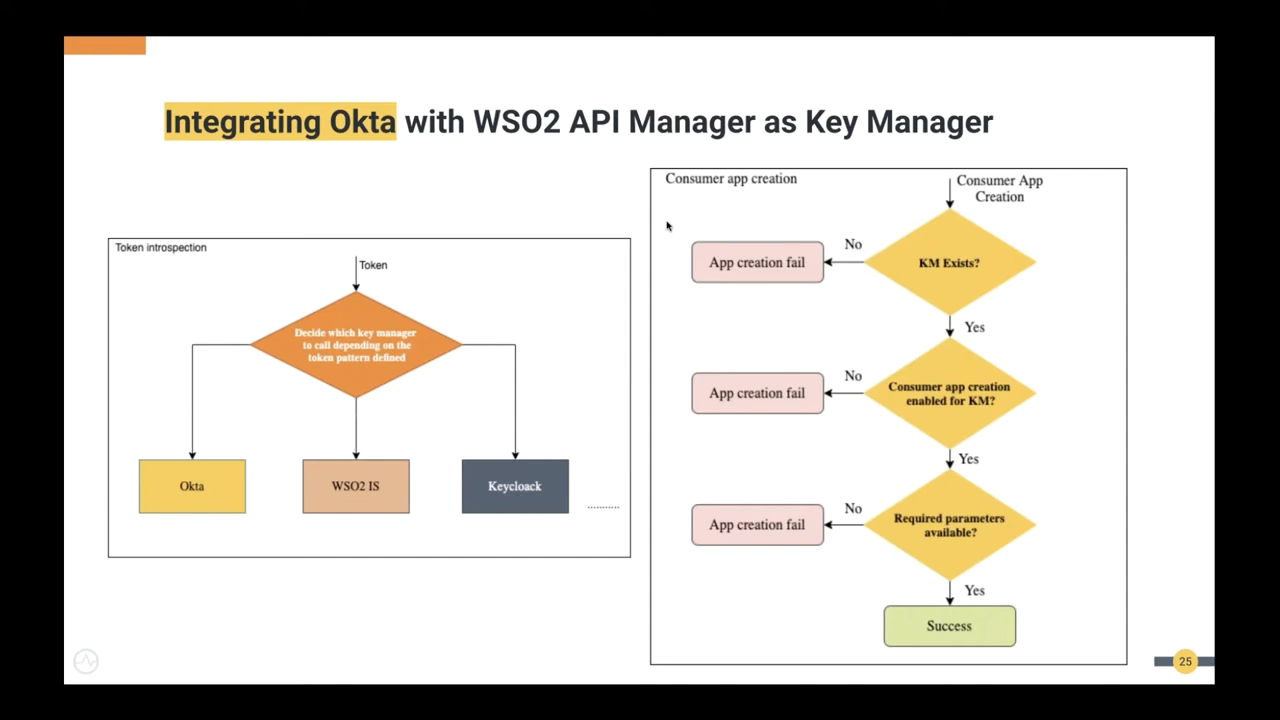 Integrating Okta with WSO2 API Manager as Key Manager
Token introspection
Token
Decide which key manager
to call depending on the
token pattern defined
Okta
WSO2 IS
Keycloack
...........
Consumer app creation
Consumer App
Creation
KM Exists?
No
App creation fail
Yes
Consumer app creation
enabled for KM?
No
App creation fail
Yes
Required parameters
available?
No
App creation fail
Yes
Success
25